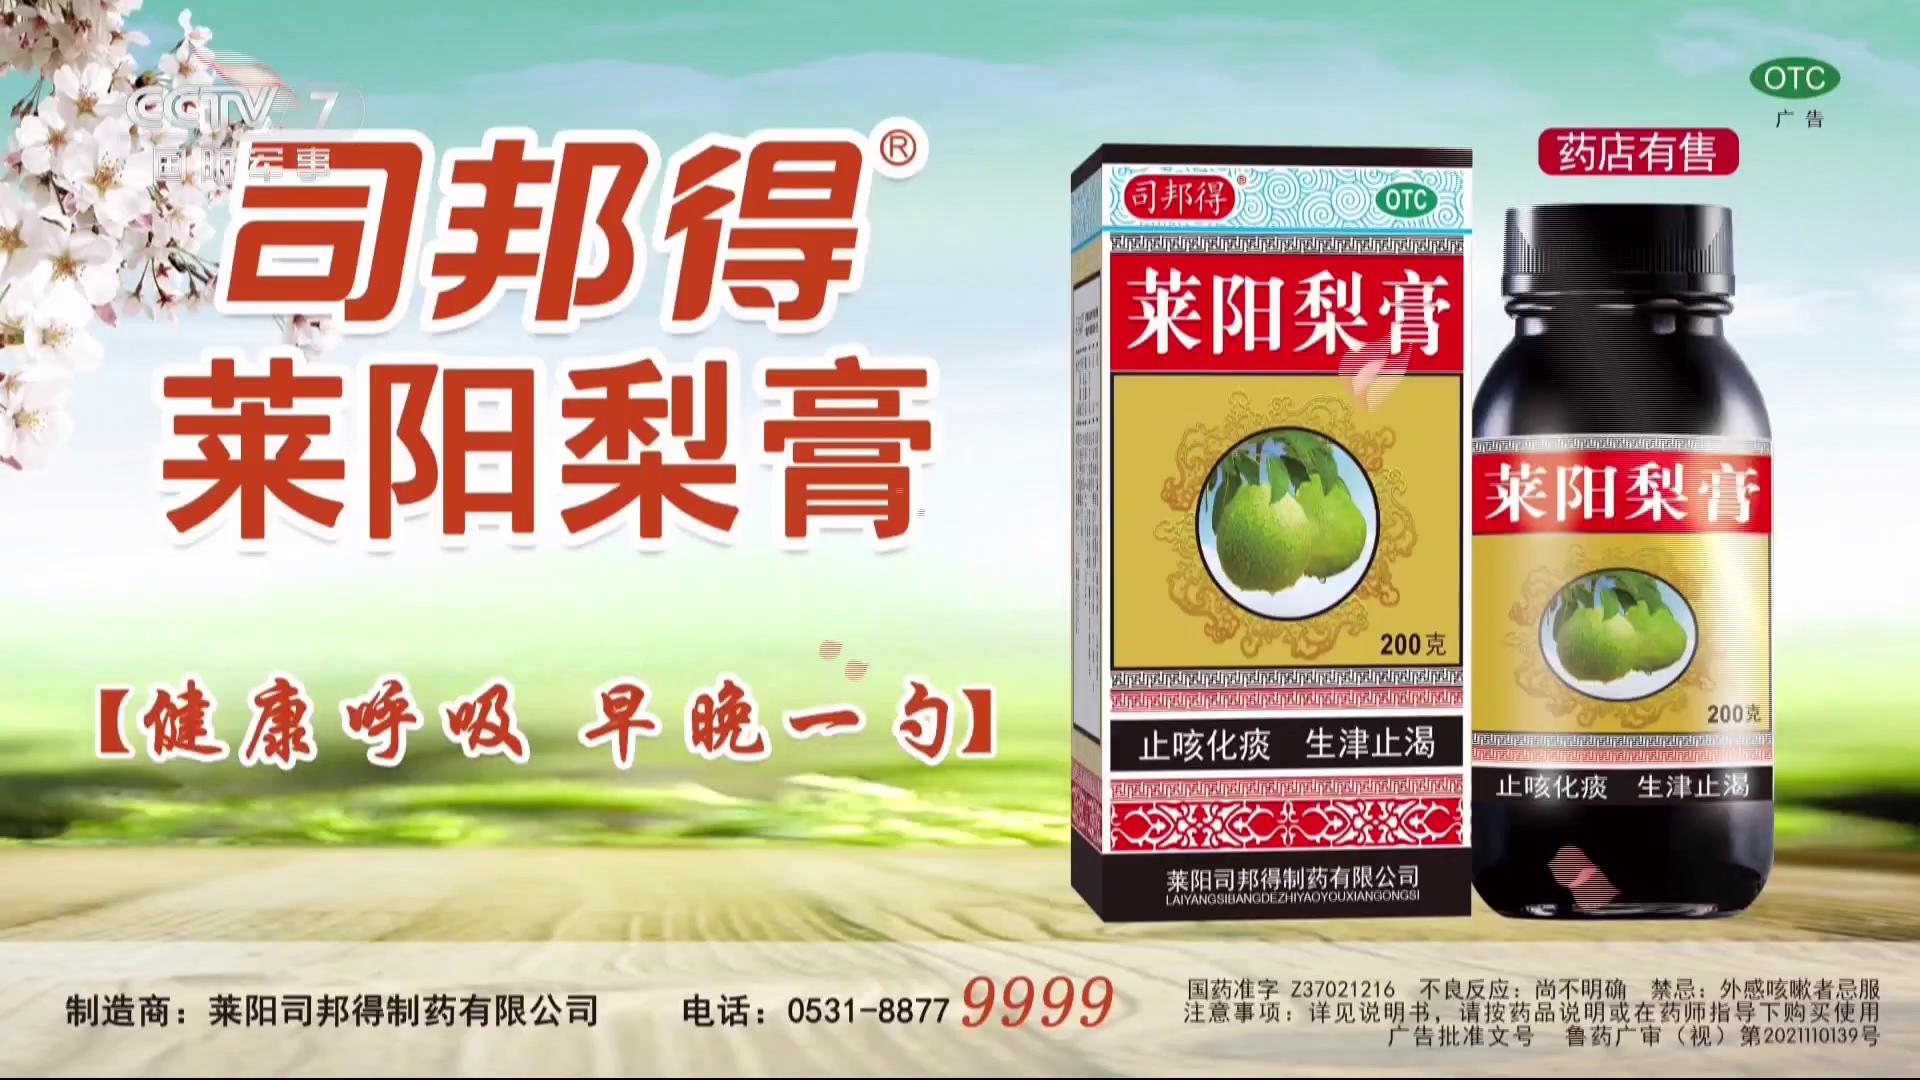 CCTV 7
国防军事
OTC
广告
司邦得®
莱阳梨膏
【健康呼吸 早晚一勺】
药店有售
司邦得®
OTC
莱阳梨膏
200克
止咳化痰 生津止渴
莱阳司邦得制药有限公司
LAIYANGSIBANGDEZHIYAOYOUXIANGONGSI
莱阳梨膏
200克
止咳化痰 生津止渴
制造商：莱阳司邦得制药有限公司 电话：0531-88779999
国药准字 Z37021216 不良反应：尚不明确 禁忌：外感咳嗽者忌服
注意事项：详见说明书，请按药品说明或在药师指导下购买使用
广告批准文号 鲁药广审（视）第2021110139号